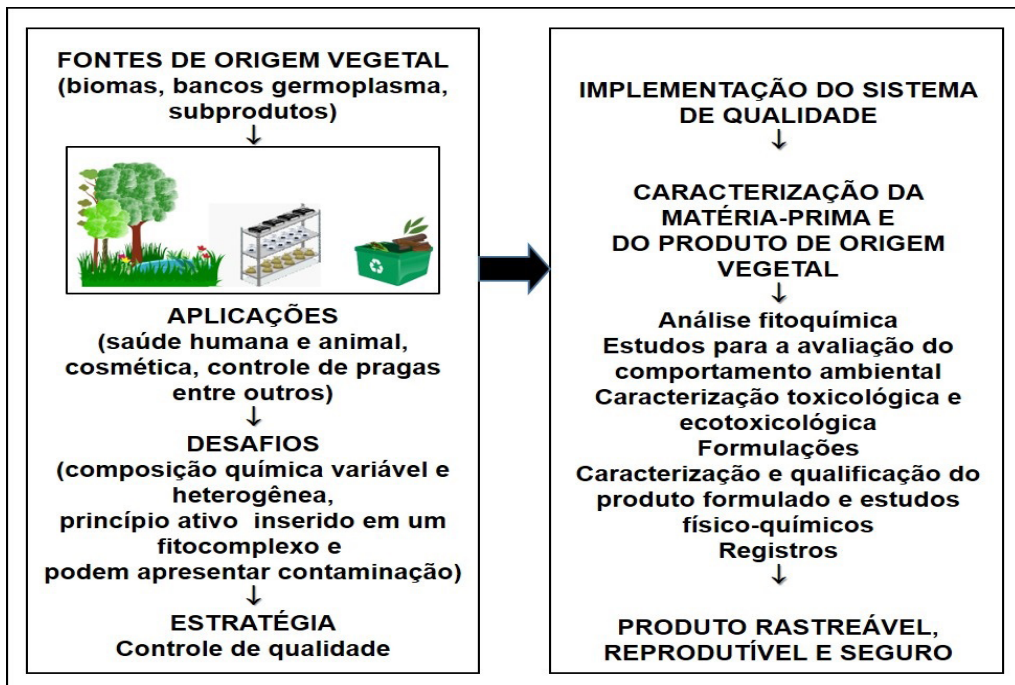 FONTES DE ORIGEM VEGETAL
(biomas, bancos germoplasma,
subprodutos)
↓
APLICAÇÕES
(saúde humana e animal,
cosmética, controle de pragas
entre outros)
↓
DESAFIOS
(composição química variável e
heterogênea,
princípio ativo inserido em um
fitocomplexo e
podem apresentar contaminação)
↓
ESTRATÉGIA
Controle de qualidade
IMPLEMENTAÇÃO DO SISTEMA
DE QUALIDADE
↓
CARACTERIZAÇÃO DA
MATÉRIA-PRIMA E
DO PRODUTO DE ORIGEM
VEGETAL
↓
Análise fitoquímica
Estudos para a avaliação do
comportamento ambiental
Caracterização toxicológica e
ecotoxicológica
Formulações
Caracterização e qualificação do
produto formulado e estudos
físico-químicos
Registros
↓
PRODUTO RASTREÁVEL,
REPRODUTÍVEL E SEGURO